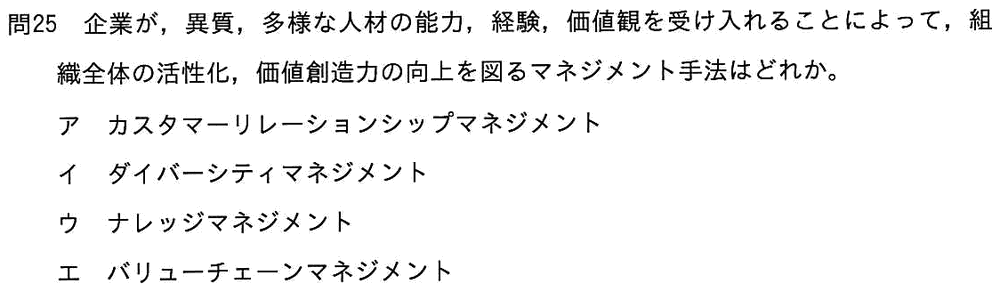 問25 企業が，異質，多様な人材の能力，経験，価値観を受け入れることによって，組
織全体の活性化，価値創造力の向上を図るマネジメント手法はどれか。
ア カスタマーリレーションシップマネジメント
イ ダイバーシティマネジメント
ウ ナレッジマネジメント
エ バリューチェーンマネジメント